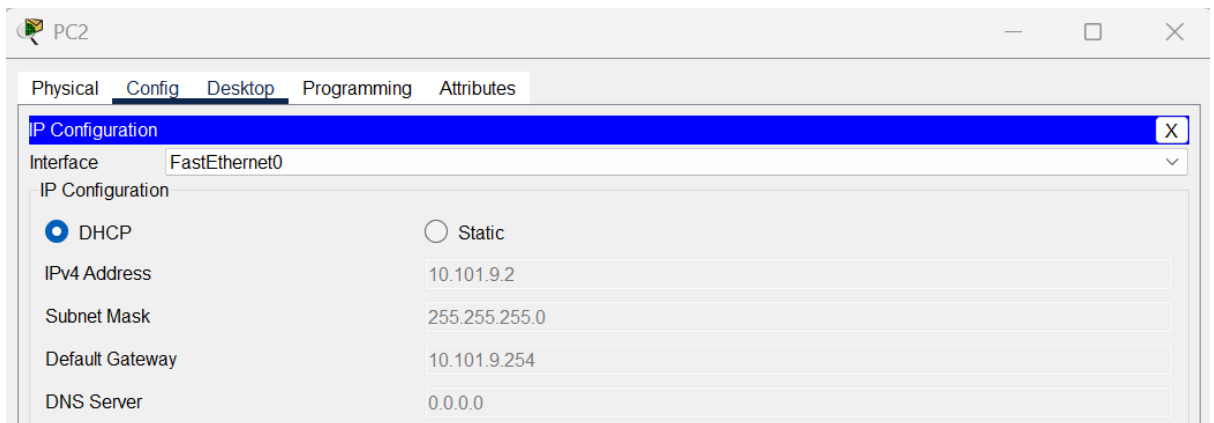 PC2
Physical Config Desktop Programming Attributes
IP Configuration X
Interface FastEthernet0
IP Configuration
DHCP Static
IPv4 Address 10.101.9.2
Subnet Mask 255.255.255.0
Default Gateway 10.101.9.254
DNS Server 0.0.0.0